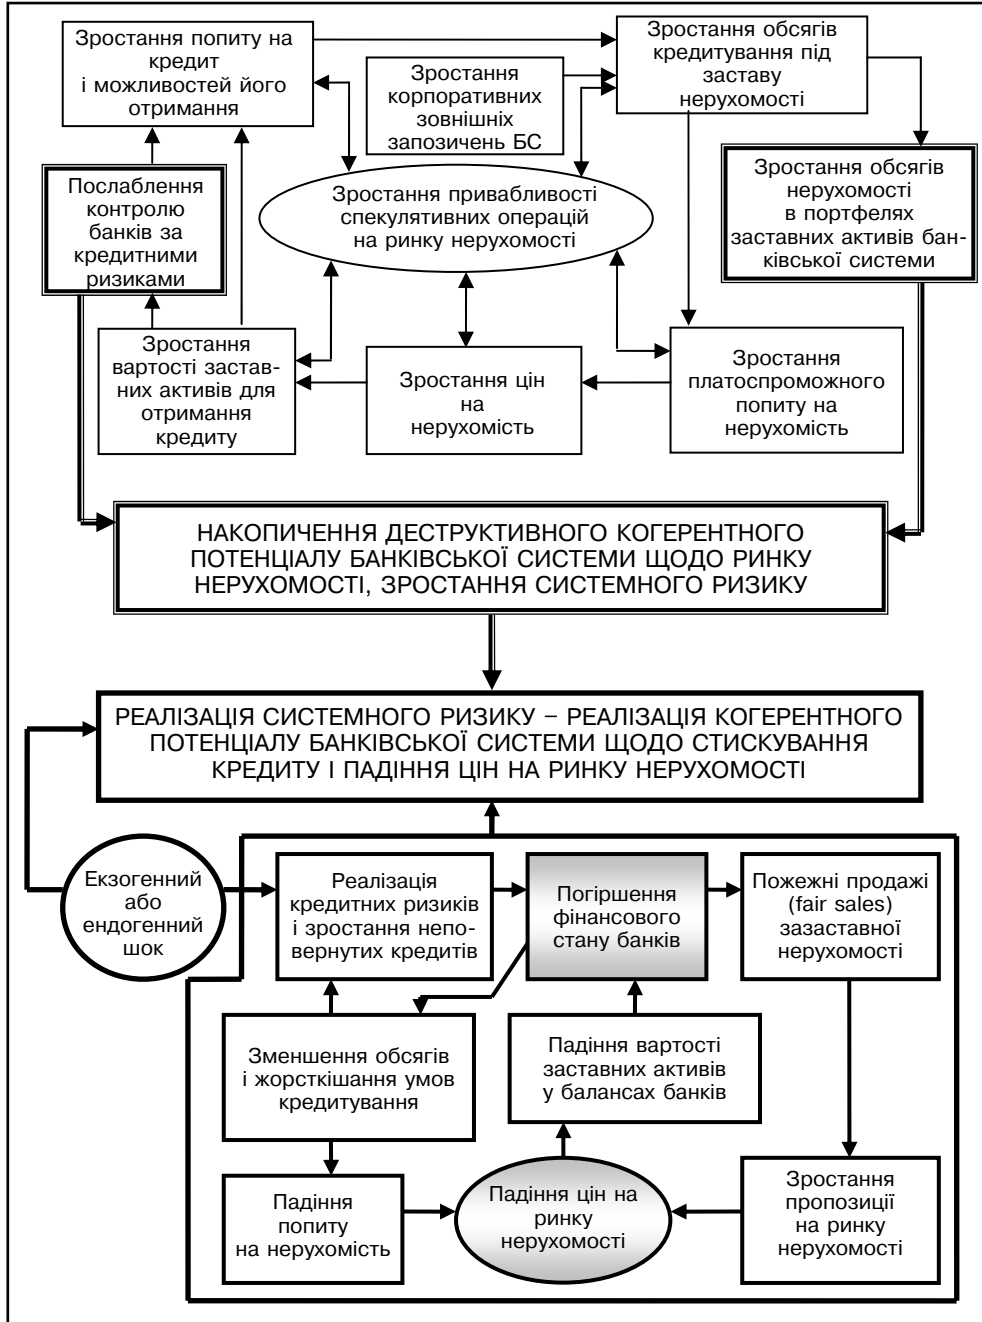 Зростання попиту на
кредит
і можливостей його
отримання
Зростання
корпоративних
зовнішніх
запозичень БС
Зростання обсягів
кредитування під
заставу
нерухомості
Послаблення
контролю
банків за
кредитними
ризиками
Зростання привабливості
спекулятивних операцій
на ринку нерухомості
Зростання обсягів
нерухомості
в портфелях
заставних активів бан-
ківської системи
Зростання
вартості застав-
них активів для
отримання
кредиту
Зростання цін
на
нерухомість
Зростання
платоспроможного
попиту на
нерухомість
НАКОПИЧЕННЯ ДЕСТРУКТИВНОГО КОГЕРЕНТНОГО
ПОТЕНЦІАЛУ БАНКІВСЬКОЇ СИСТЕМИ ЩОДО РИНКУ
НЕРУХОМОСТІ, ЗРОСТАННЯ СИСТЕМНОГО РИЗИКУ
РЕАЛІЗАЦІЯ СИСТЕМНОГО РИЗИКУ – РЕАЛІЗАЦІЯ КОГЕРЕНТНОГО
ПОТЕНЦІАЛУ БАНКІВСЬКОЇ СИСТЕМИ ЩОДО СТИСКУВАННЯ
КРЕДИТУ І ПАДІННЯ ЦІН НА РИНКУ НЕРУХОМОСТІ
Екзогенний
або
ендогенний
шок
Реалізація
кредитних ризиків
і зростання непо-
вернутих кредитів
Погіршення
фінансового
стану банків
Пожежні продажі
(fair sales)
зазаставної
нерухомості
Зменшення обсягів
і жорсткішання умов
кредитування
Падіння вартості
заставних активів
у балансах банків
Падіння
попиту
на нерухомість
Падіння цін на
ринку
нерухомості
Зростання
пропозиції
на ринку
нерухомості